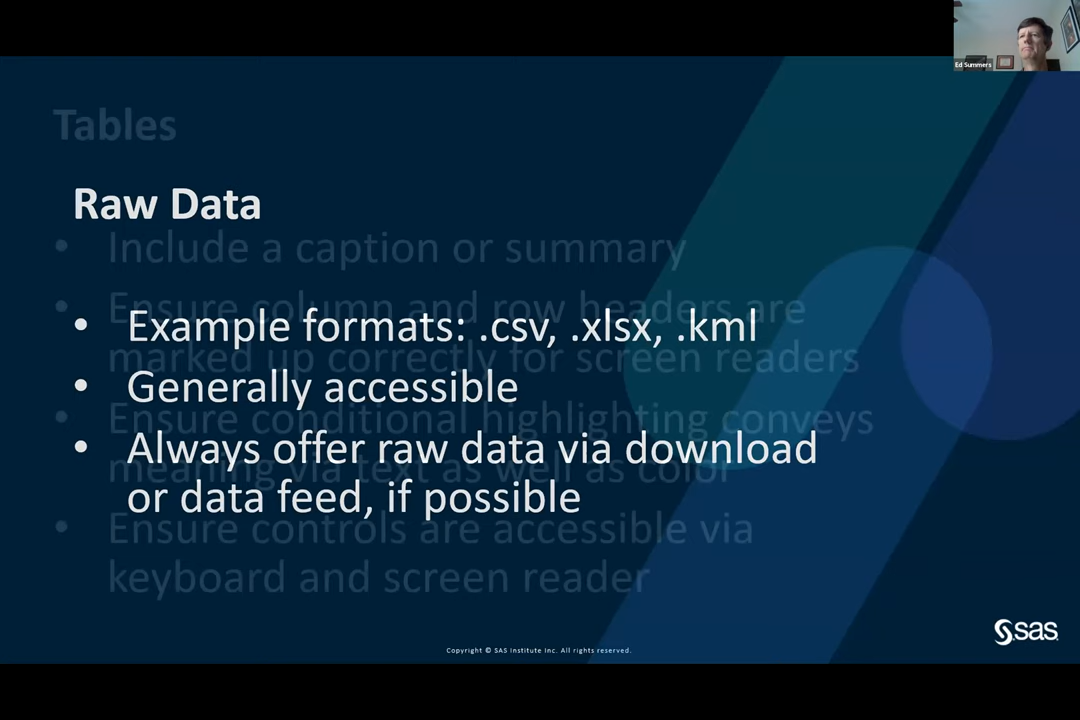 Ed Summers
Tables
Raw Data
• Include a caption or summary
• Ensure column and row headers are
marked up correctly for screen readers
• Ensure conditional highlighting conveys
meaning via text as well as color
• Ensure controls are accessible via
keyboard and screen reader
• Example formats: .csv, .xlsx, .kml
• Generally accessible
• Always offer raw data via download
or data feed, if possible
sas
Copyright © SAS Institute Inc. All rights reserved.